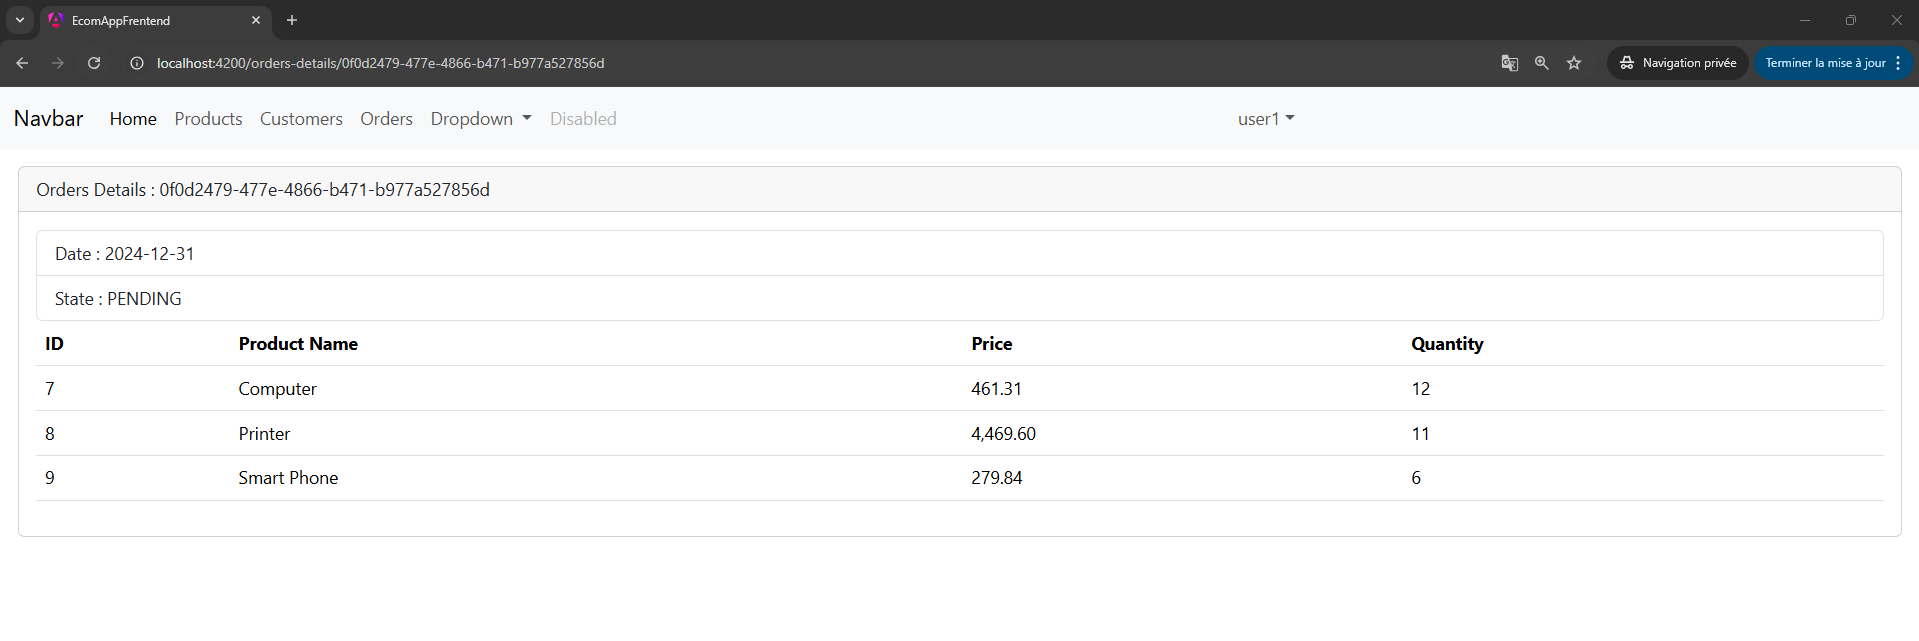 EcomAppFrentend
localhost:4200/orders-details/0f0d2479-477e-4866-b471-b977a527856d
Navigation privée
Terminer la mise à jour
Navbar Home Products Customers Orders Dropdown Disabled user1
Orders Details : 0f0d2479-477e-4866-b471-b977a527856d
Date : 2024-12-31
State : PENDING
ID Product Name Price Quantity
7 Computer 461.31 12
8 Printer 4,469.60 11
9 Smart Phone 279.84 6